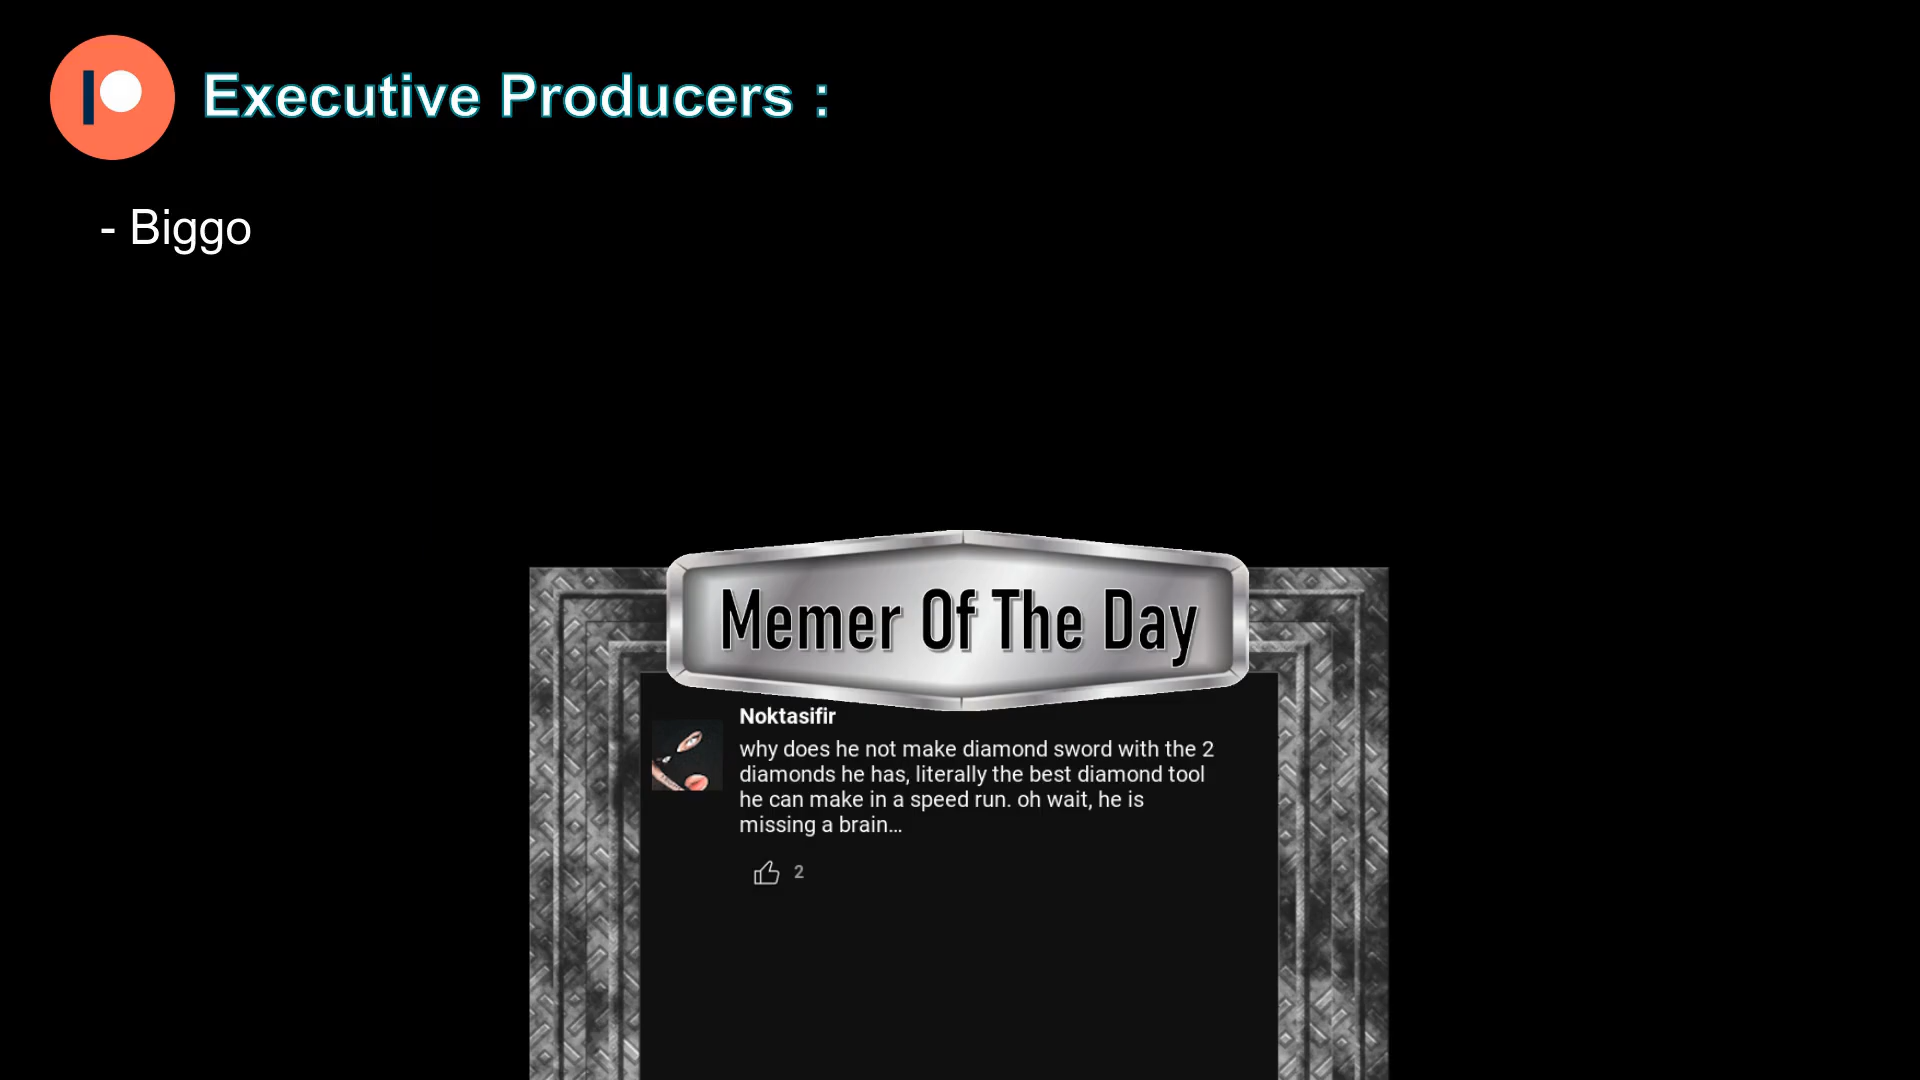 Executive Producers :
- Biggo
Memer Of The Day
Noktasifir
why does he not make diamond sword with the 2
diamonds he has, literally the best diamond tool
he can make in a speed run. oh wait, he is
missing a brain...
2